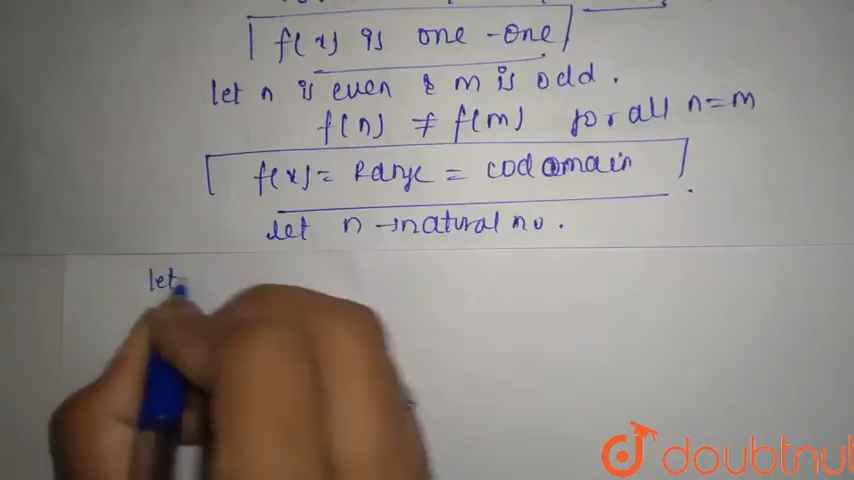 f(x) is one-one
let n is even & m is odd.
f(n) ≠ f(m) for all n=m
f(x) = Range = codomain.
let n → natural no.
let
doubtnut